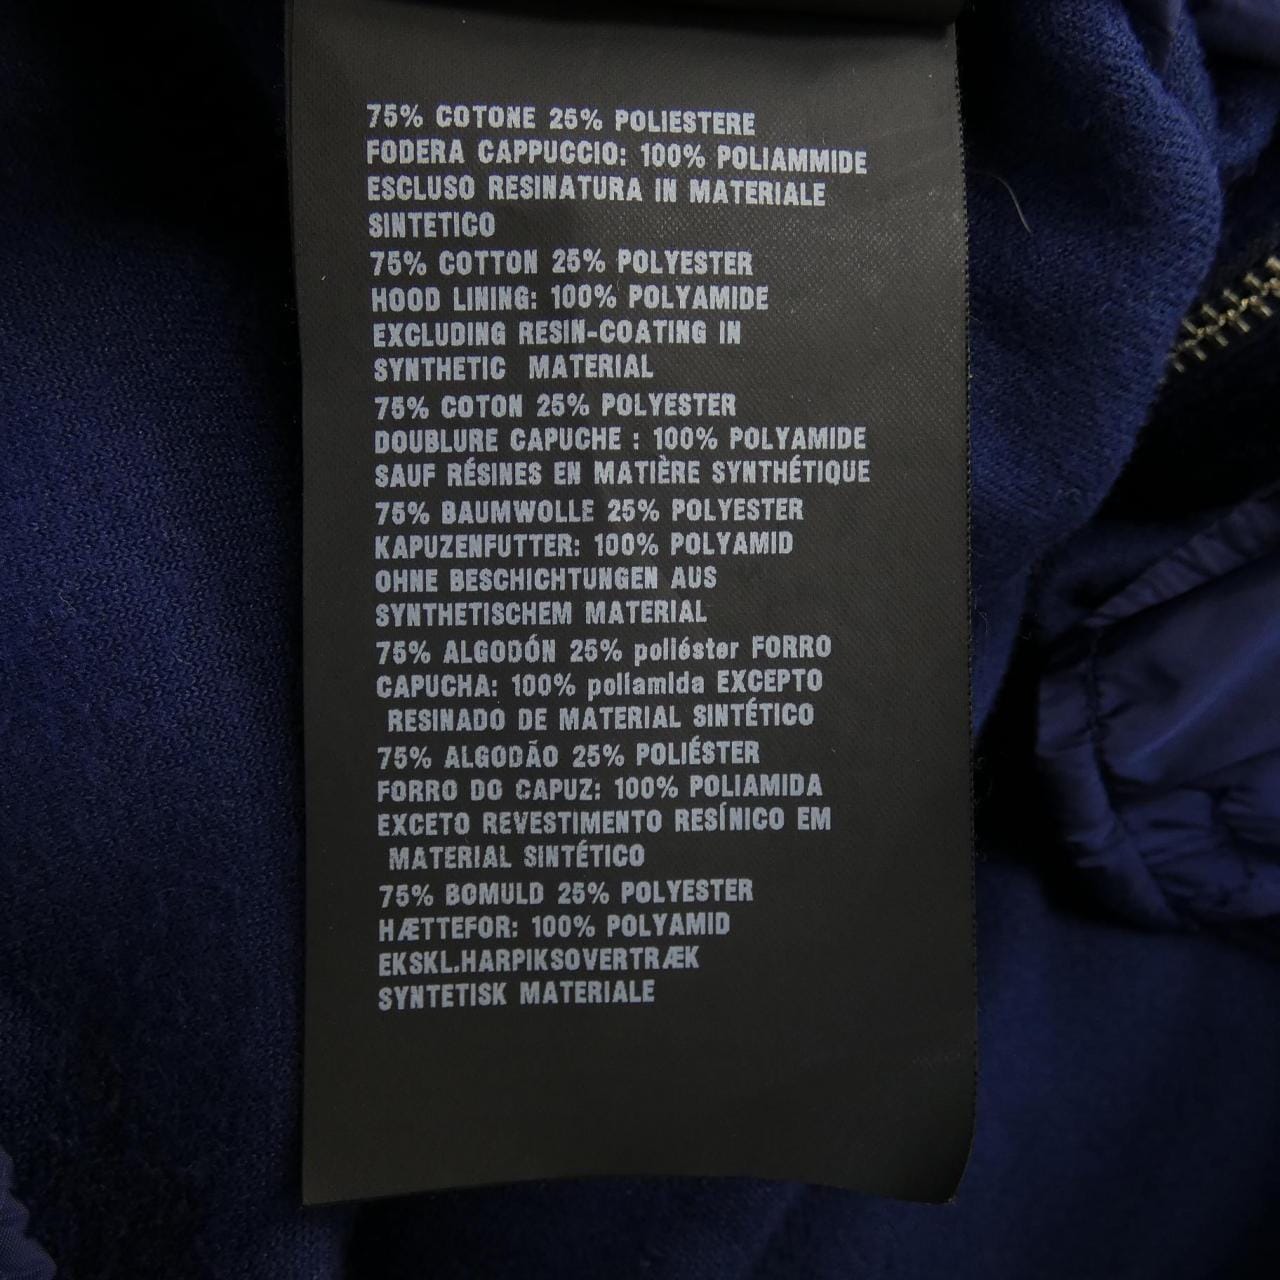 75% COTONE 25% POLIESTERE
FODERA CAPPUCCIO: 100% POLIAMMIDE
ESCLUSO RESINATURA IN MATERIALE
SINTETICO
75% COTTON 25% POLYESTER
HOOD LINING: 100% POLYAMIDE
EXCLUDING RESIN-COATING IN
SYNTHETIC MATERIAL
75% COTON 25% POLYESTER
DOUBLURE CAPUCHE : 100% POLYAMIDE
SAUF RÉSINES EN MATIÈRE SYNTHÉTIQUE
75% BAUMWOLLE 25% POLYESTER
KAPUZENFUTTER: 100% POLYAMID
OHNE BESCHICHTUNGEN AUS
SYNTHETISCHEM MATERIAL
75% ALGODÓN 25% poliéster FORRO
CAPUCHA: 100% poliamida EXCEPTO
RESINADO DE MATERIAL SINTÉTICO
75% ALGODÃO 25% POLIÉSTER
FORRO DO CAPUZ: 100% POLIAMIDA
EXCETO REVESTIMENTO RESÍNICO EM
MATERIAL SINTÉTICO
75% BOMULD 25% POLYESTER
HÆTTEFOR: 100% POLYAMID
EKSKL.HARPIKSOVERTRÆK
SYNTETISK MATERIALE